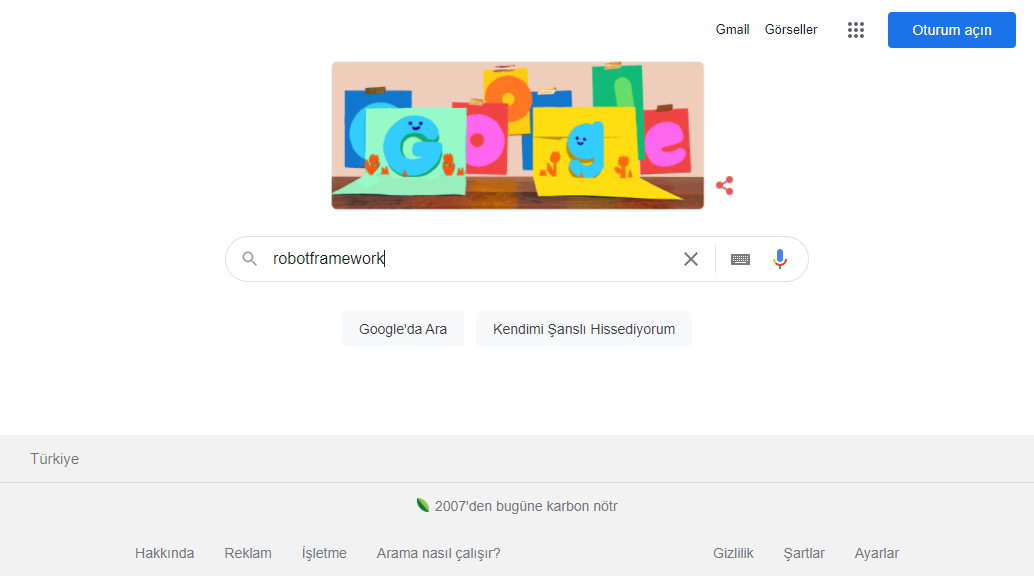 Gmail Görseller Oturum açın
Google
robotframework
Google'da Ara Kendimi Şanslı Hissediyorum
Türkiye
2007'den bugüne karbon nötr
Hakkında Reklam İşletme Arama nasıl çalışır? Gizlilik Şartlar Ayarlar